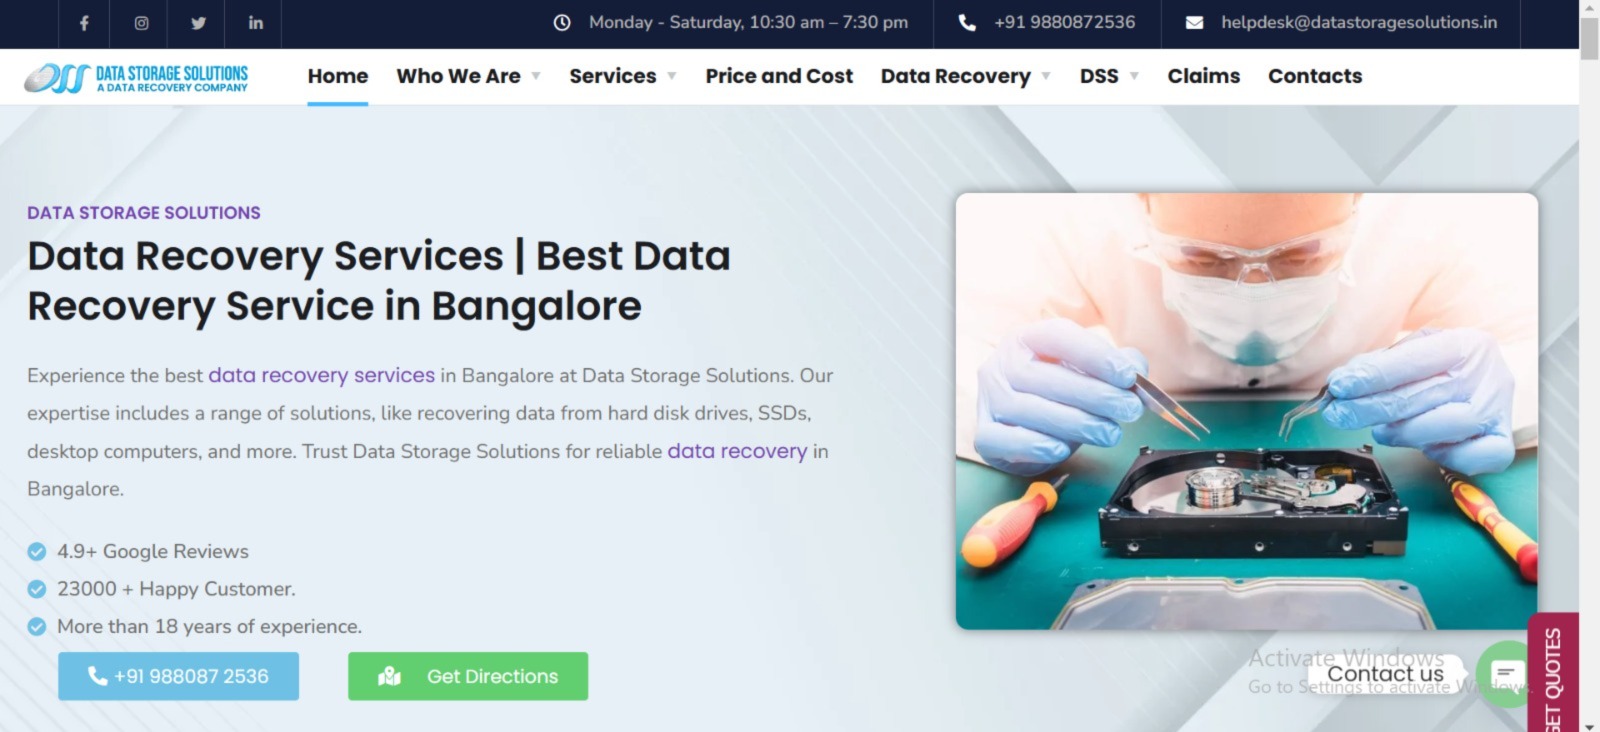 Monday - Saturday, 10:30 am – 7:30 pm
+91 9880872536
helpdesk@datastoragesolutions.in
DATA STORAGE SOLUTIONS
A DATA RECOVERY COMPANY
Home
Who We Are
Services
Price and Cost
Data Recovery
DSS
Claims
Contacts
DATA STORAGE SOLUTIONS
Data Recovery Services | Best Data
Recovery Service in Bangalore
Experience the best data recovery services in Bangalore at Data Storage Solutions. Our
expertise includes a range of solutions, like recovering data from hard disk drives, SSDs,
desktop computers, and more. Trust Data Storage Solutions for reliable data recovery in
Bangalore.
4.9+ Google Reviews
23000 + Happy Customer.
More than 18 years of experience.
+91 988087 2536
Get Directions
Activate Windows
Go to Settings to activate Windows.
Contact us
GET QUOTES